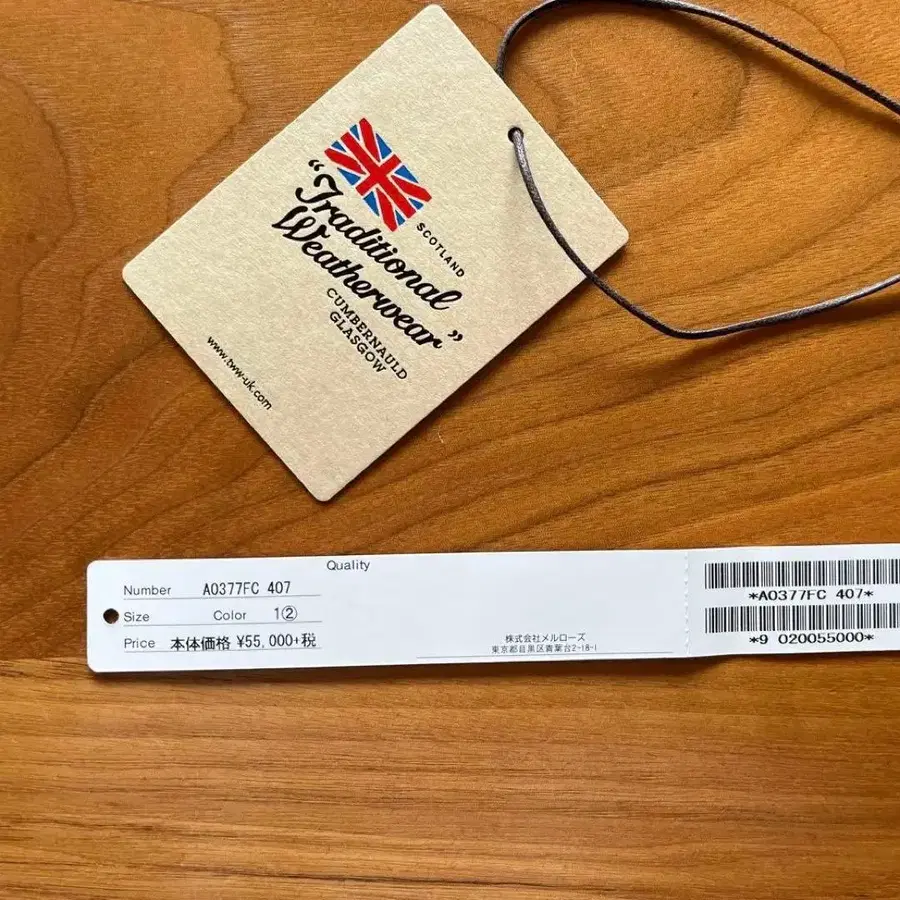 SCOTLAND
“Traditional
Weatherwear”
CUMBERNAULD
GLASGOW
www.tww-uk.com
Quality
Number A0377FC 407
Size Color 1②
Price 本体価格 ¥55,000+税
株式会社メルローズ
東京都目黒区青葉台2-18-1
*A0377FC 407*
*9 020055000*